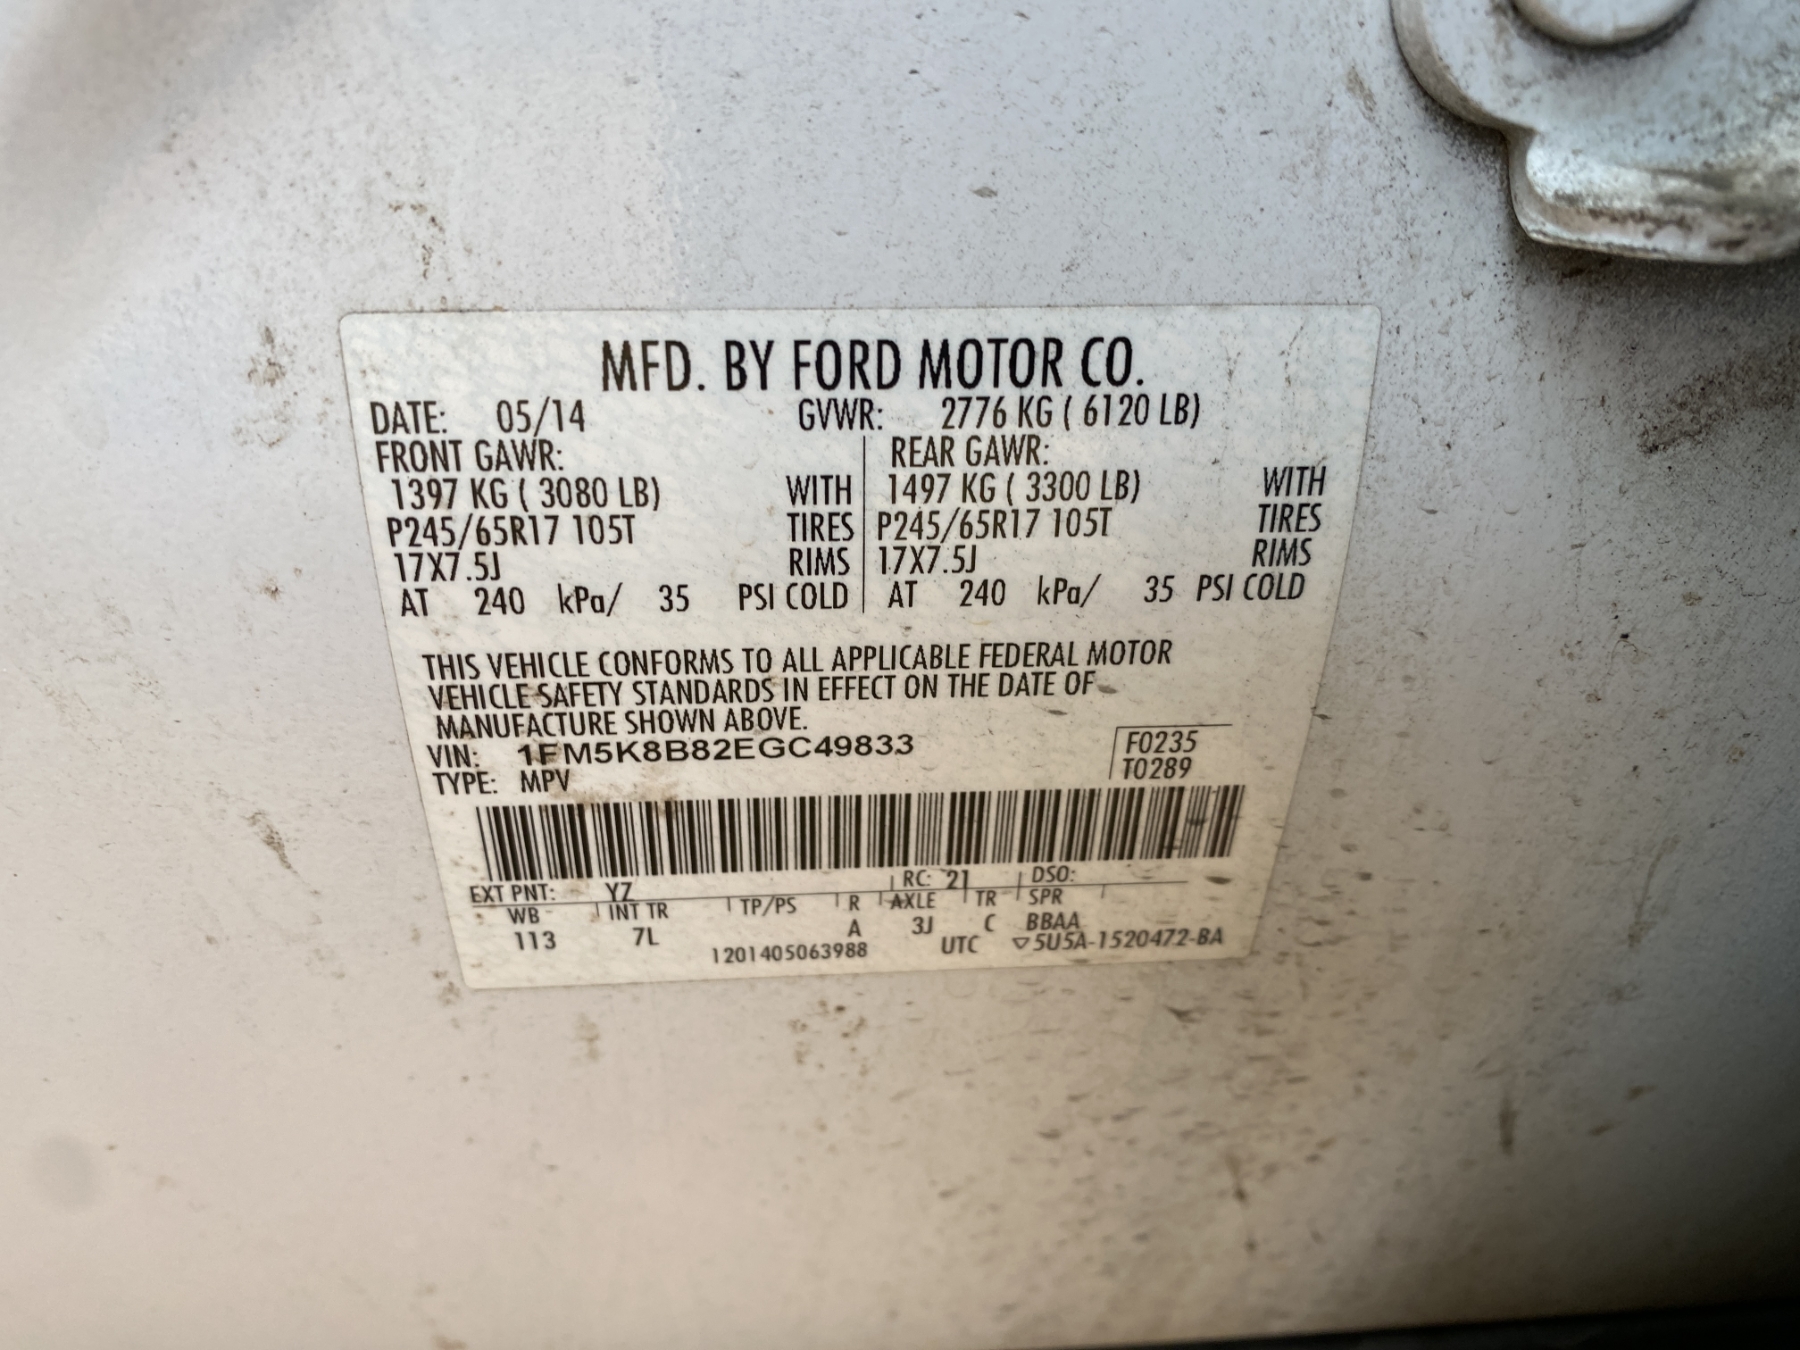 MFD. BY FORD MOTOR CO.
DATE: 05/14 GVWR: 2776 KG ( 6120 LB)
FRONT GAWR: REAR GAWR:
1397 KG ( 3080 LB) WITH 1497 KG ( 3300 LB) WITH
P245/65R17 105T TIRES P245/65R17 105T TIRES
17X7.5J RIMS 17X7.5J RIMS
AT 240 kPa/ 35 PSI COLD AT 240 kPa/ 35 PSI COLD
THIS VEHICLE CONFORMS TO ALL APPLICABLE FEDERAL MOTOR
VEHICLE SAFETY STANDARDS IN EFFECT ON THE DATE OF
MANUFACTURE SHOWN ABOVE.
VIN: 1FM5K8B82EGC49833 F0235
TYPE: MPV T0289
EXT PNT: YZ RC: 21 DSO:
WB INT TR TP/PS R AXLE TR SPR
113 7L A 3J C BBAA
1201405063988 UTC ▽5U5A-1520472-BA